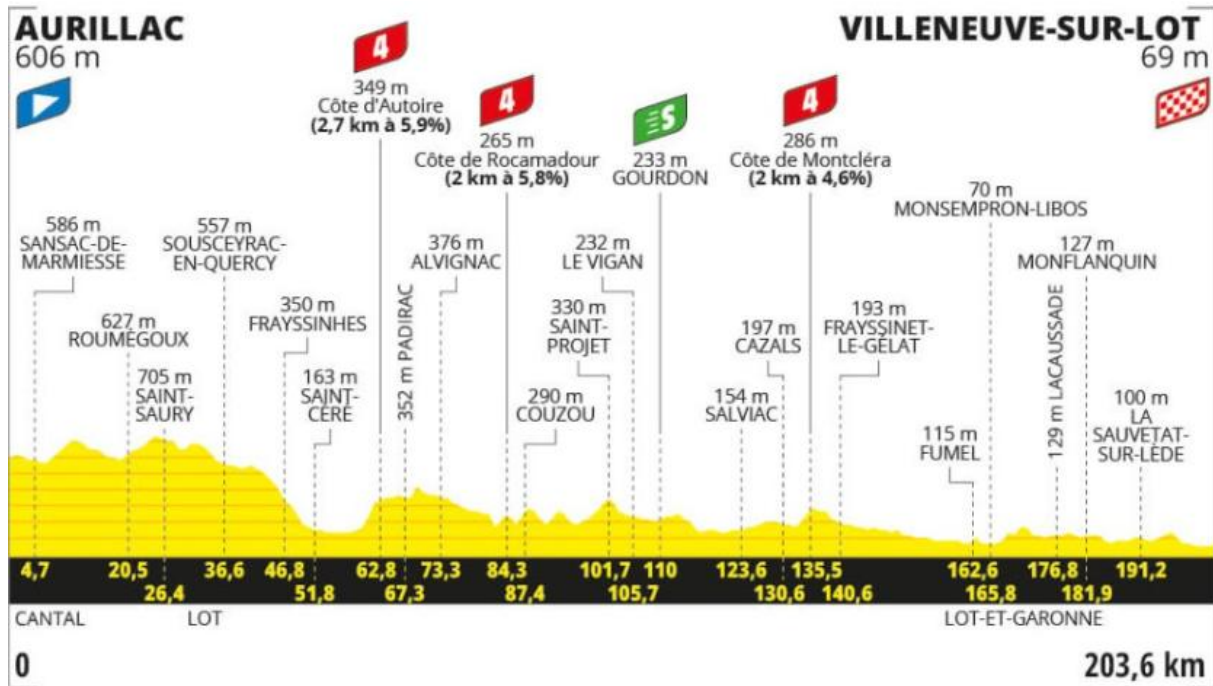 AURILLAC
606 m
VILLENEUVE-SUR-LOT
69 m
4
349 m
Côte d'Autoire
(2,7 km à 5,9%)
4
265 m
Côte de Rocamadour
(2 km à 5,8%)
S
233 m
GOURDON
4
286 m
Côte de Montcléra
(2 km à 4,6%)
586 m
SANSAC-DE-
MARMIESSE
627 m
ROUMÉGOUX
705 m
SAINT-
SAURY
557 m
SOUSCEYRAC-
EN-QUERCY
350 m
FRAYSSINHES
163 m
SAINT-
CÉRÉ
352 m PADIRAC
376 m
ALVIGNAC
290 m
COUZOU
330 m
SAINT-
PROJET
232 m
LE VIGAN
154 m
SALVIAC
197 m
CAZALS
193 m
FRAYSSINET-
LE-GÉLAT
115 m
FUMEL
70 m
MONSEMPRON-LIBOS
129 m LACAUSSADE
127 m
MONFLANQUIN
100 m
LA
SAUVETAT-
SUR-LÈDE
4,7 20,5 36,6 46,8 62,8 73,3 84,3 101,7 110 123,6 135,5 162,6 176,8 191,2
26,4 51,8 67,3 87,4 105,7 130,6 140,6 165,8 181,9
CANTAL LOT LOT-ET-GARONNE
0 203,6 km